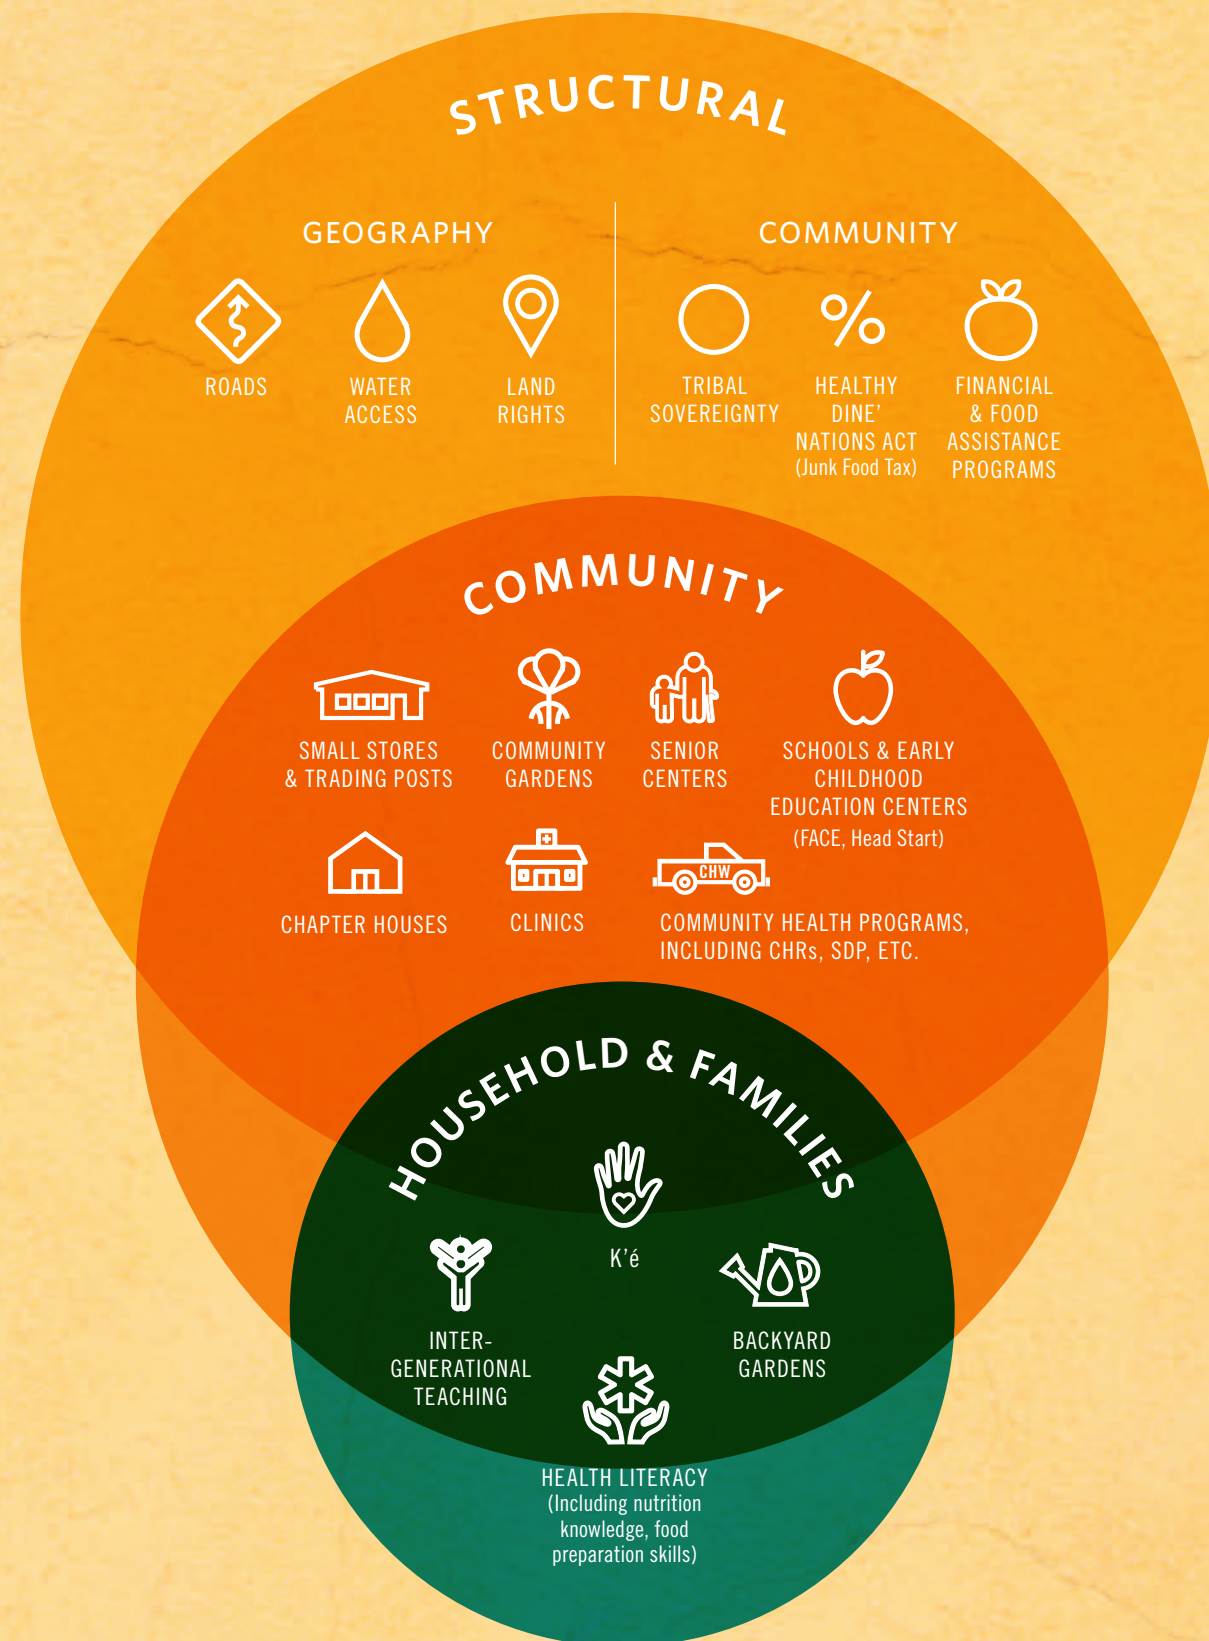 STRUCTURAL
GEOGRAPHY
ROADS
WATER
ACCESS
LAND
RIGHTS
COMMUNITY
TRIBAL
SOVEREIGNTY
HEALTHY
DINE’
NATIONS ACT
(Junk Food Tax)
FINANCIAL
& FOOD
ASSISTANCE
PROGRAMS
COMMUNITY
SMALL STORES
& TRADING POSTS
COMMUNITY
GARDENS
SENIOR
CENTERS
SCHOOLS & EARLY
CHILDHOOD
EDUCATION CENTERS
(FACE, Head Start)
CHAPTER HOUSES
CLINICS
CHW
COMMUNITY HEALTH PROGRAMS,
INCLUDING CHRs, SDP, ETC.
HOUSEHOLD & FAMILIES
K’é
INTER-
GENERATIONAL
TEACHING
BACKYARD
GARDENS
HEALTH LITERACY
(Including nutrition
knowledge, food
preparation skills)